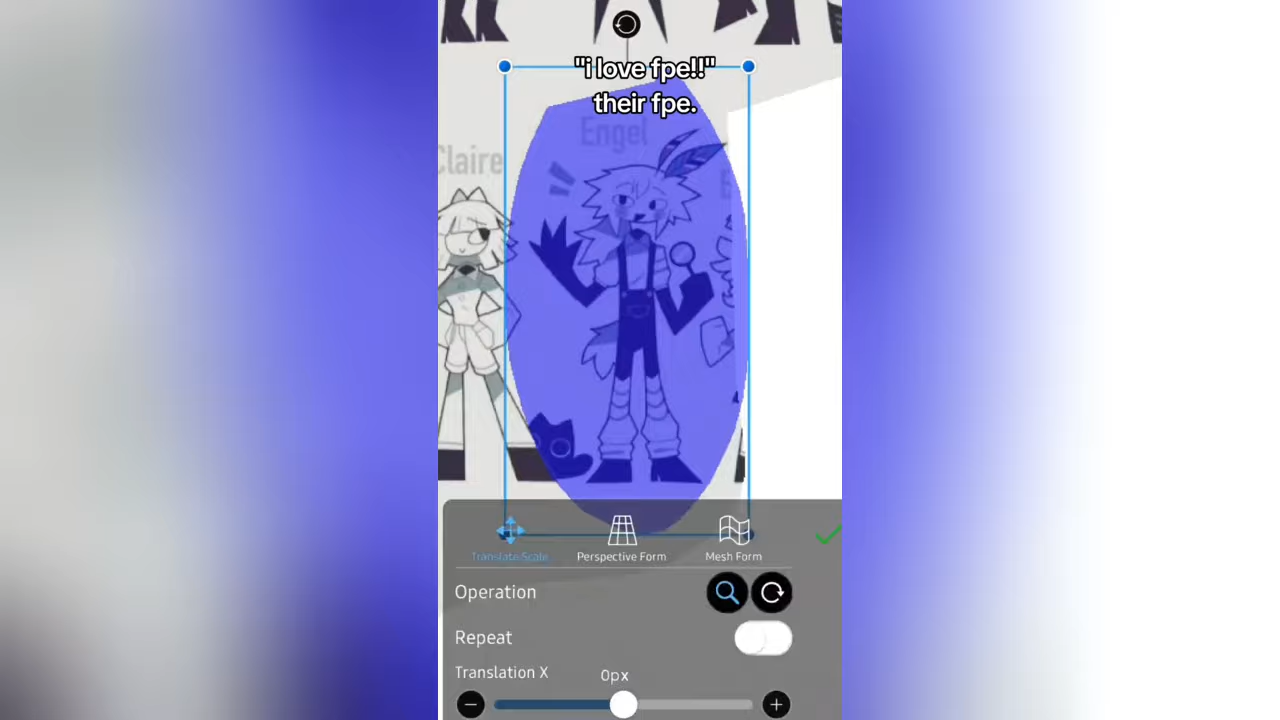 "i love fpe!!"
their fpe.
Engel
Claire
Translate Scale
Perspective Form
Mesh Form
Operation
Repeat
Translation X
0px